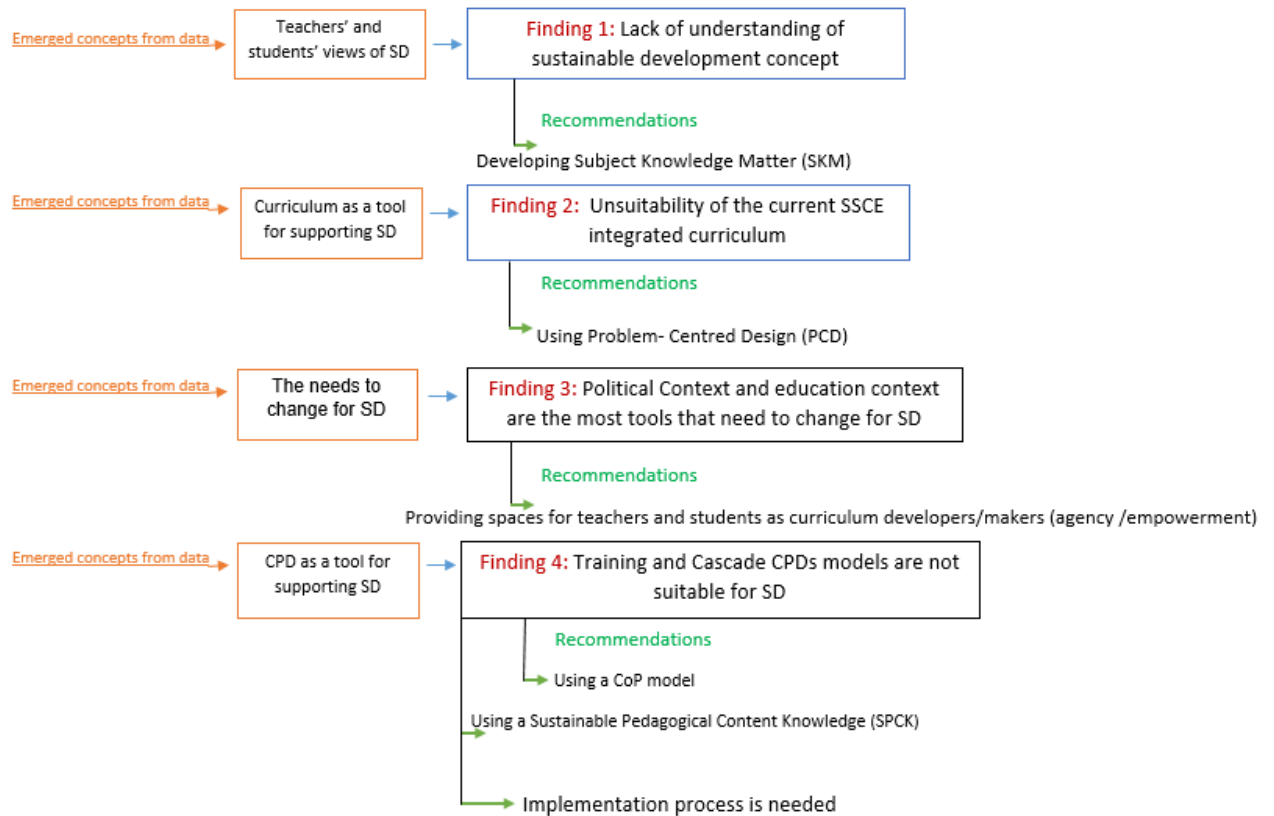 Emerged concepts from data
Teachers’ and
students’ views of SD
Finding 1: Lack of understanding of
sustainable development concept
Recommendations
Developing Subject Knowledge Matter (SKM)
Emerged concepts from data
Curriculum as a tool
for supporting SD
Finding 2: Unsuitability of the current SSCE
integrated curriculum
Recommendations
Using Problem- Centred Design (PCD)
Emerged concepts from data
The needs to
change for SD
Finding 3: Political Context and education context
are the most tools that need to change for SD
Recommendations
Providing spaces for teachers and students as curriculum developers/makers (agency /empowerment)
Emerged concepts from data
CPD as a tool for
supporting SD
Finding 4: Training and Cascade CPDs models are not
suitable for SD
Recommendations
Using a CoP model
Using a Sustainable Pedagogical Content Knowledge (SPCK)
Implementation process is needed